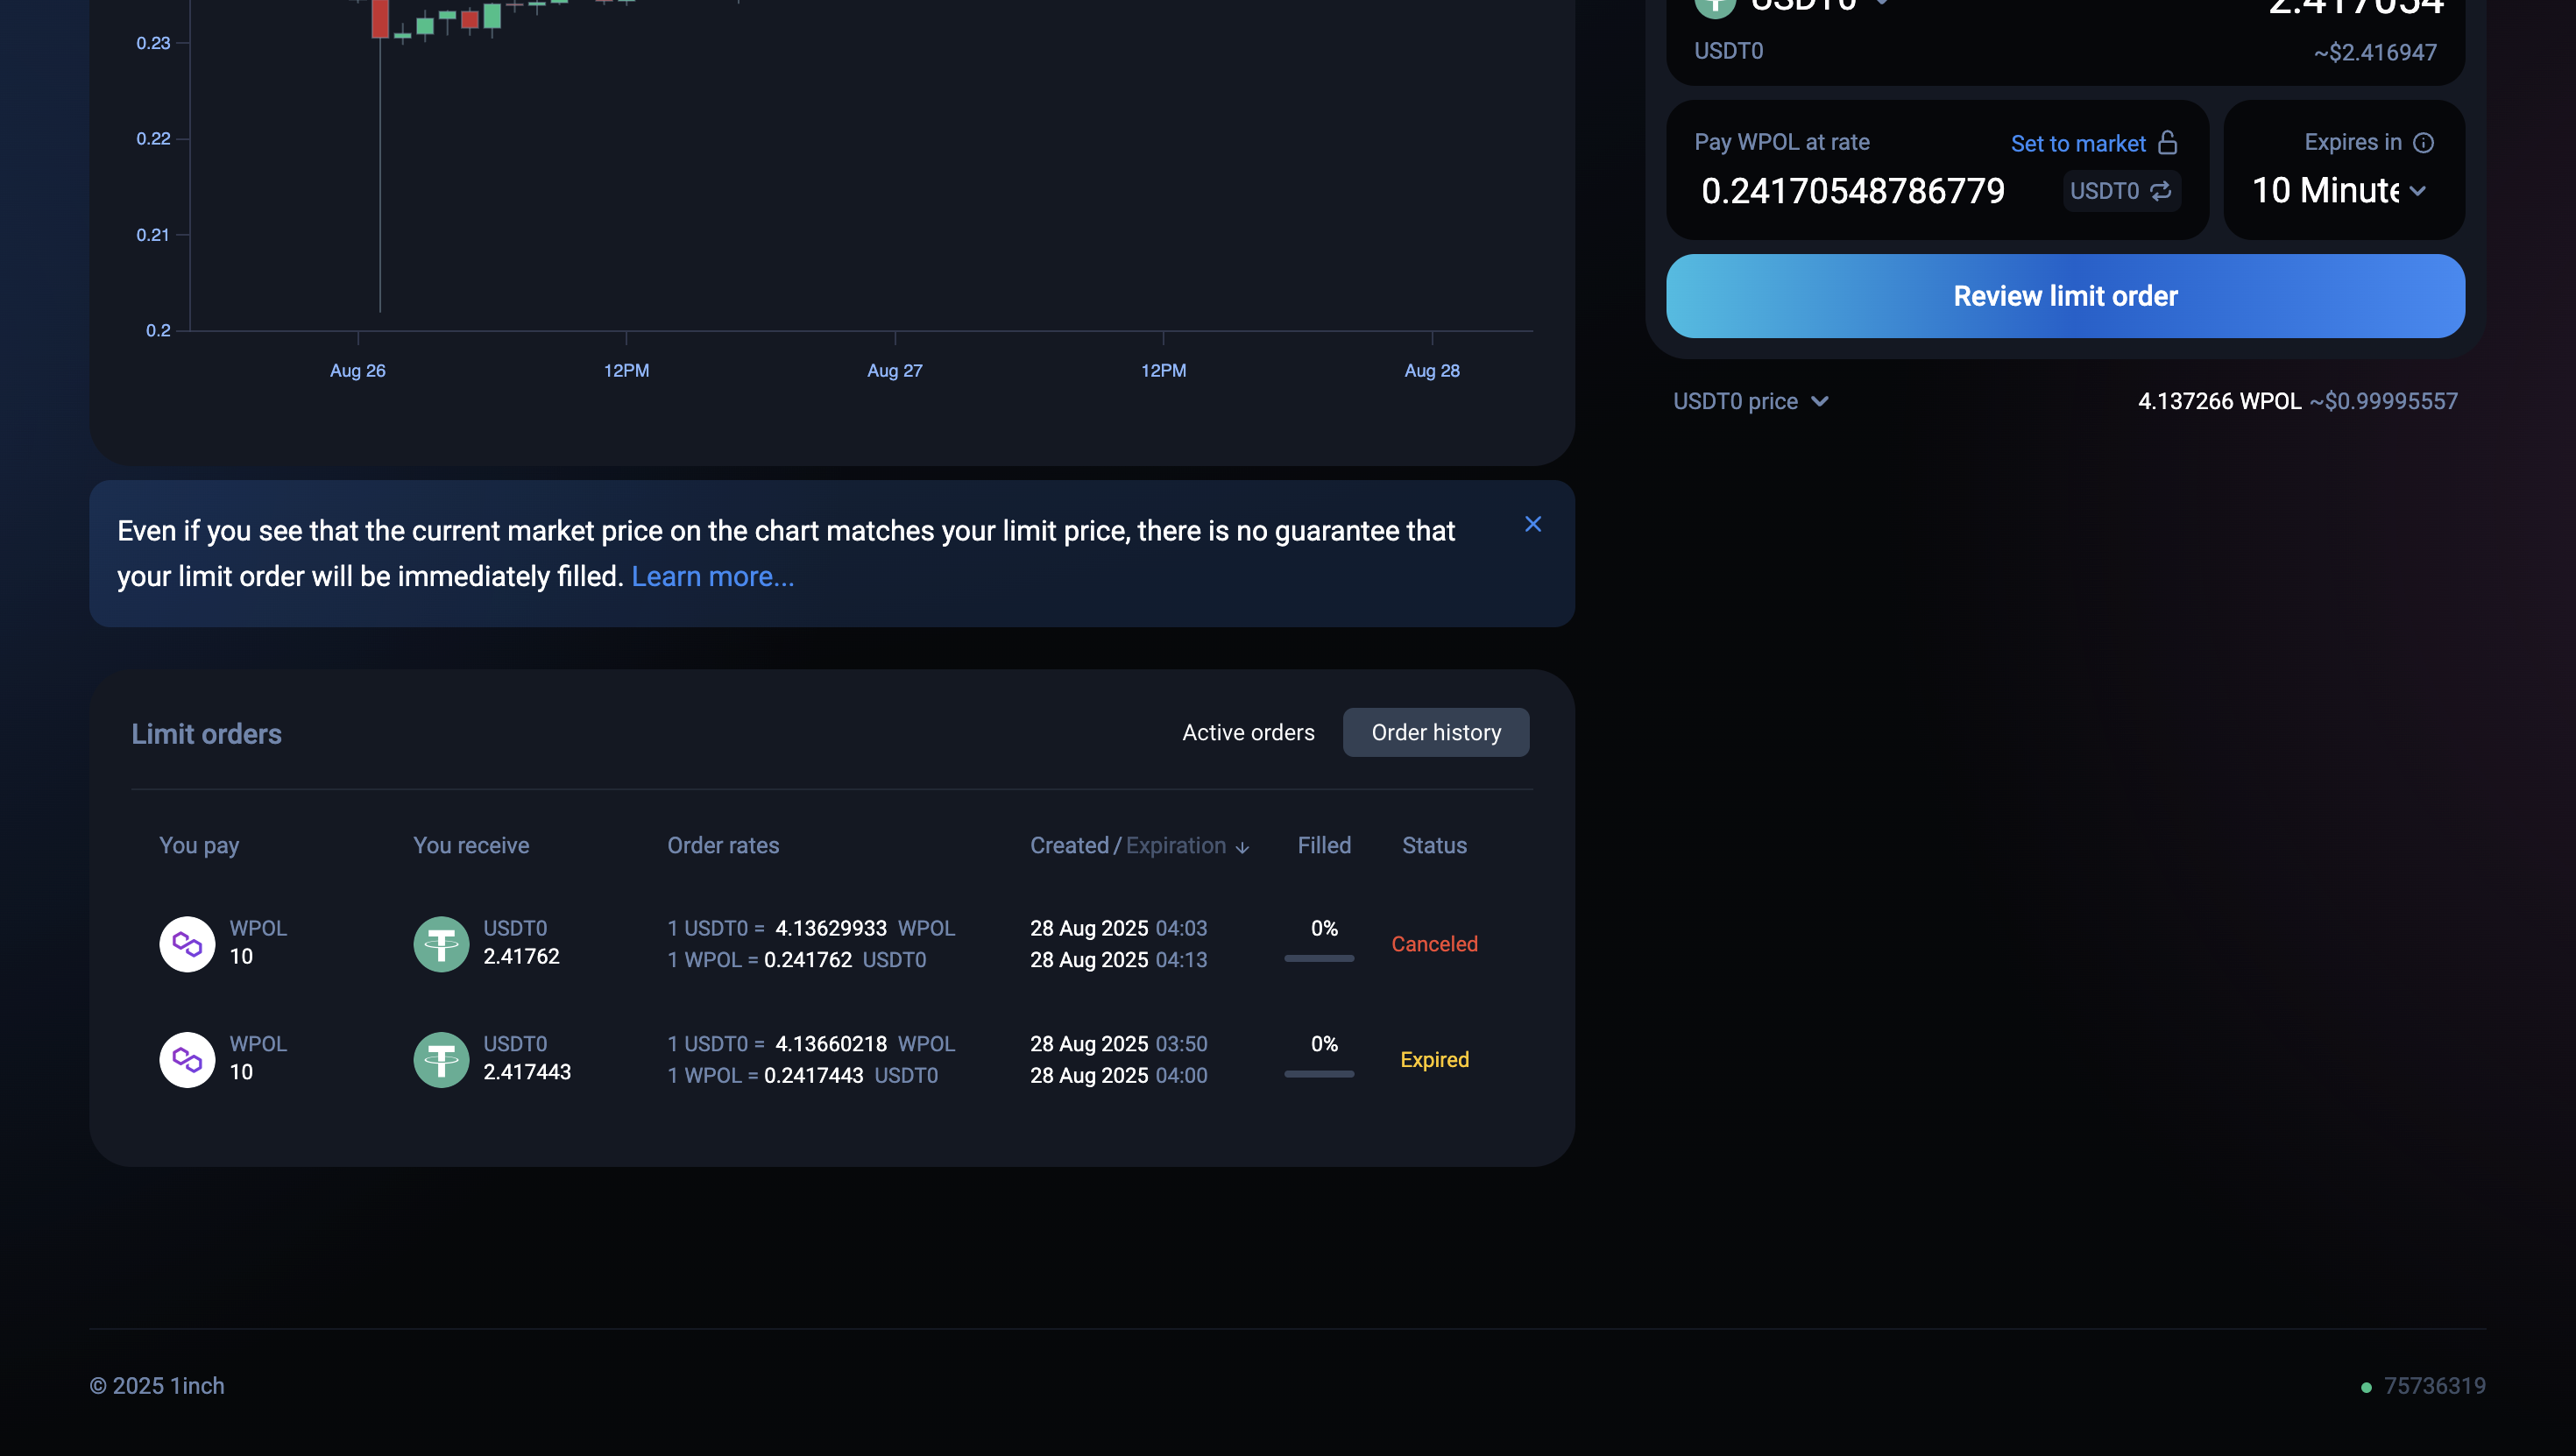 USDT0
2.417054
USDT0
~$2.416947
0.23
0.22
0.21
0.2
Aug 26
12PM
Aug 27
12PM
Aug 28
Pay WPOL at rate
Set to market
0.24170548786779
USDT0
Expires in
10 Minute
Review limit order
USDT0 price
4.137266 WPOL ~$0.99995557
Even if you see that the current market price on the chart matches your limit price, there is no guarantee that
your limit order will be immediately filled. Learn more...
Limit orders
Active orders
Order history
You pay
You receive
Order rates
Created / Expiration
Filled
Status
WPOL
10
USDT0
2.41762
1 USDT0 = 4.13629933 WPOL
1 WPOL = 0.241762 USDT0
28 Aug 2025 04:03
28 Aug 2025 04:13
0%
Canceled
WPOL
10
USDT0
2.417443
1 USDT0 = 4.13660218 WPOL
1 WPOL = 0.2417443 USDT0
28 Aug 2025 03:50
28 Aug 2025 04:00
0%
Expired
© 2025 1inch
75736319